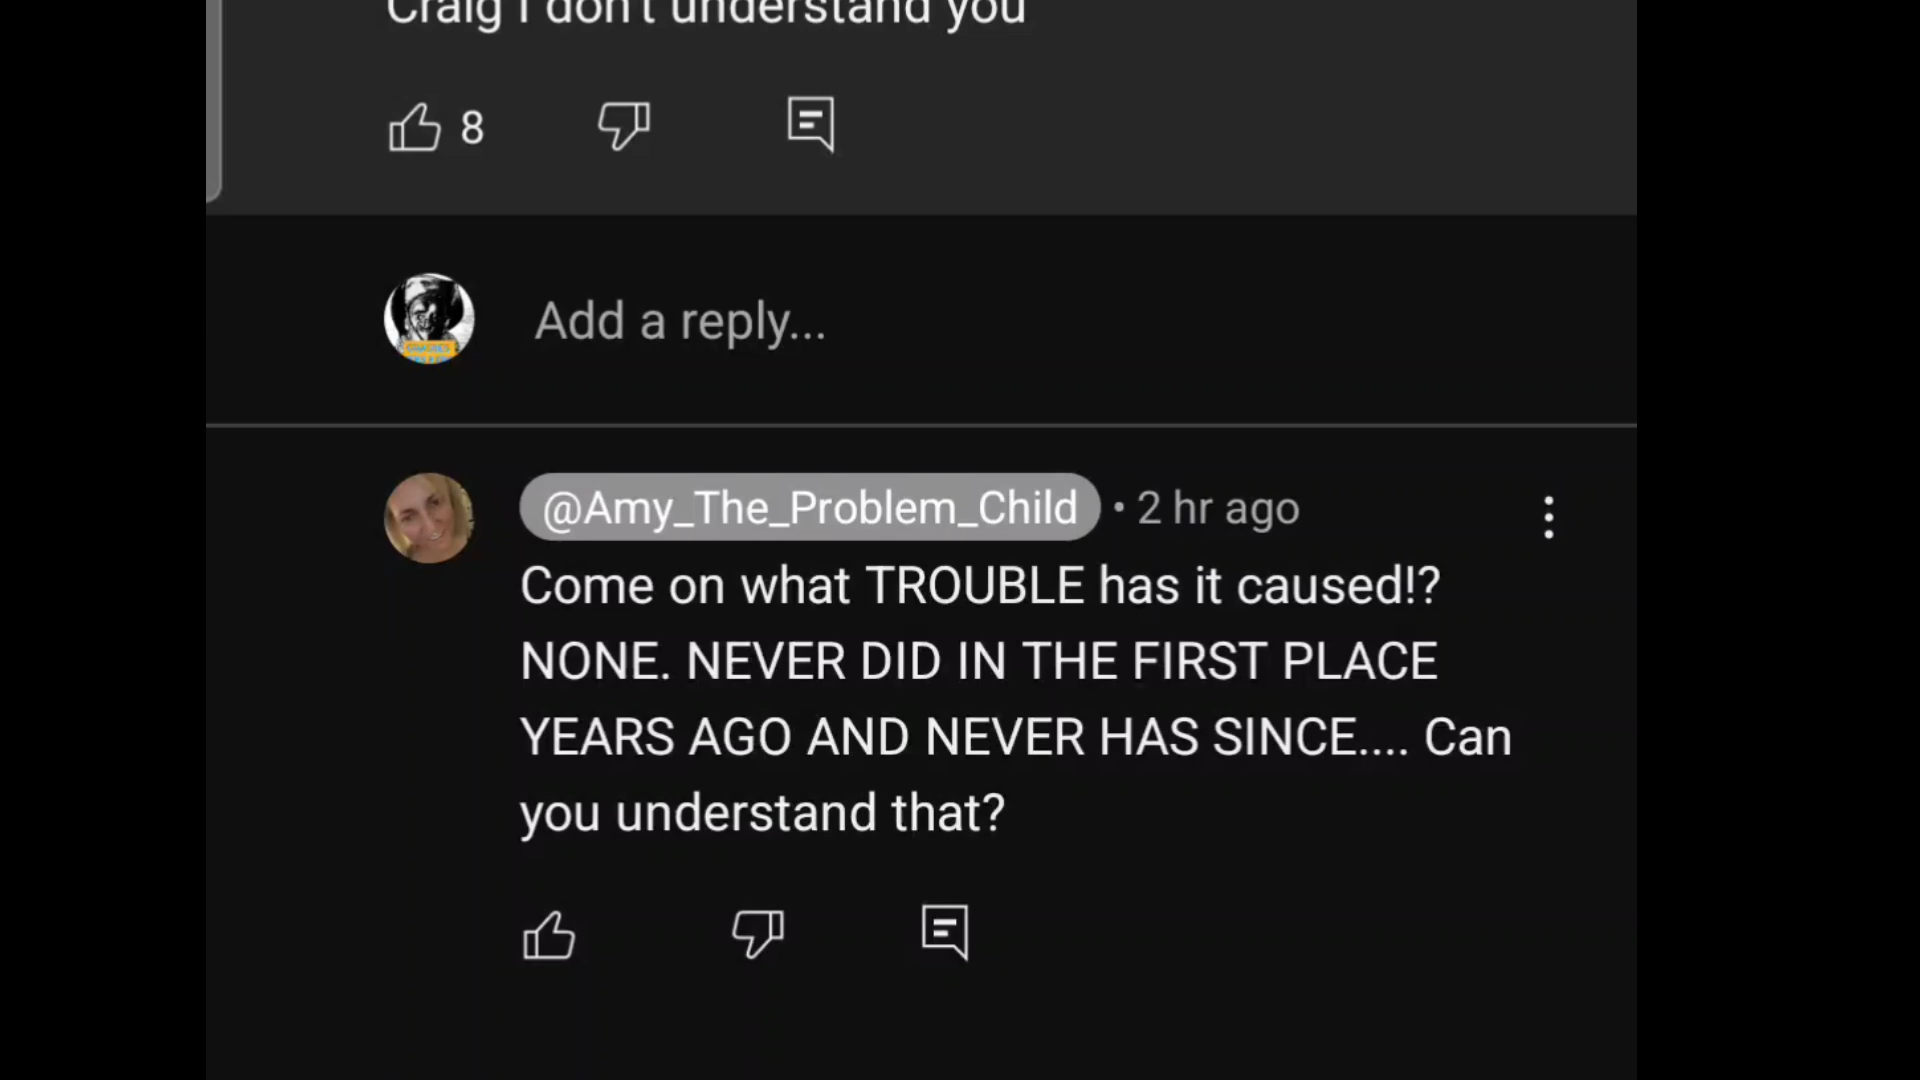 Craig I don't understand you
8
Add a reply...
@Amy_The_Problem_Child • 2 hr ago
Come on what TROUBLE has it caused!?
NONE. NEVER DID IN THE FIRST PLACE
YEARS AGO AND NEVER HAS SINCE.... Can
you understand that?